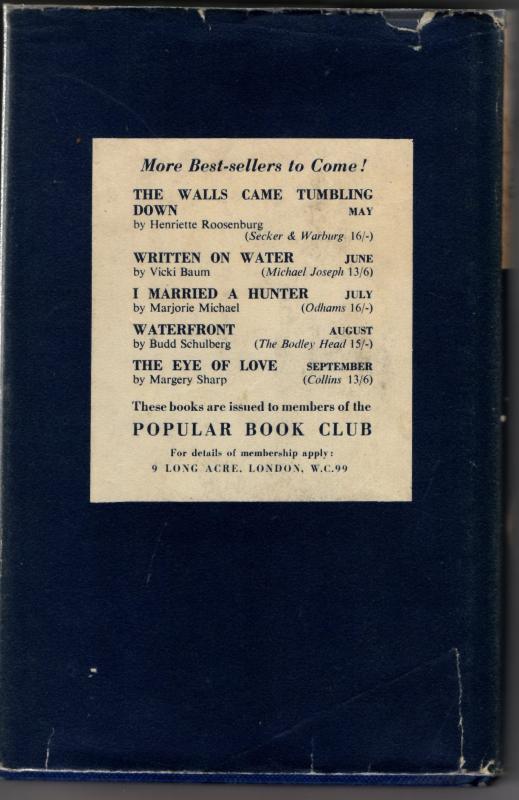 More Best-sellers to Come!
THE WALLS CAME TUMBLING
DOWN MAY
by Henriette Roosenburg
(Secker & Warburg 16/-)
WRITTEN ON WATER JUNE
by Vicki Baum (Michael Joseph 13/6)
I MARRIED A HUNTER JULY
by Marjorie Michael (Odhams 16/-)
WATERFRONT AUGUST
by Budd Schulberg (The Bodley Head 15/-)
THE EYE OF LOVE SEPTEMBER
by Margery Sharp (Collins 13/6)
These books are issued to members of the
POPULAR BOOK CLUB
For details of membership apply:
9 LONG ACRE, LONDON, W.C.99